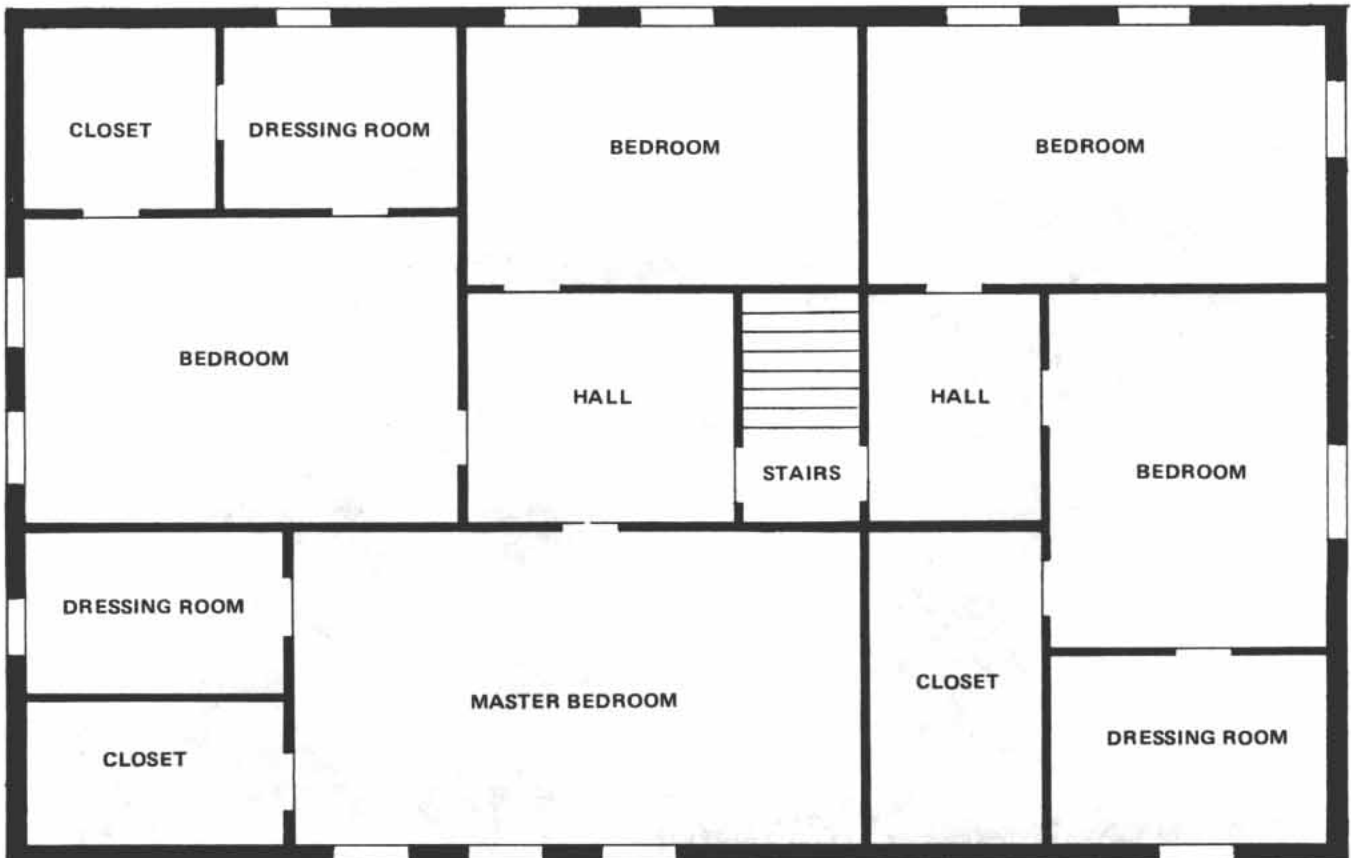 CLOSET
DRESSING ROOM
BEDROOM
BEDROOM
BEDROOM
HALL
STAIRS
HALL
BEDROOM
DRESSING ROOM
CLOSET
MASTER BEDROOM
CLOSET
DRESSING ROOM